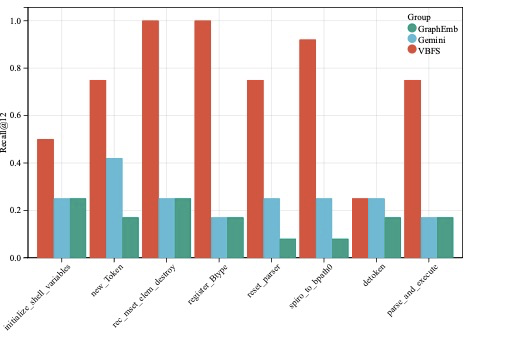 Group
GraphEmb
Gemini
VBFS
Recall@12
1.0
0.8
0.6
0.4
0.2
0.0
initialize_shell_variables
new_Token
rec_mset_elem_destroy
register_Btype
reset_parser
spiro_to_bpath0
detoken
parse_and_execute